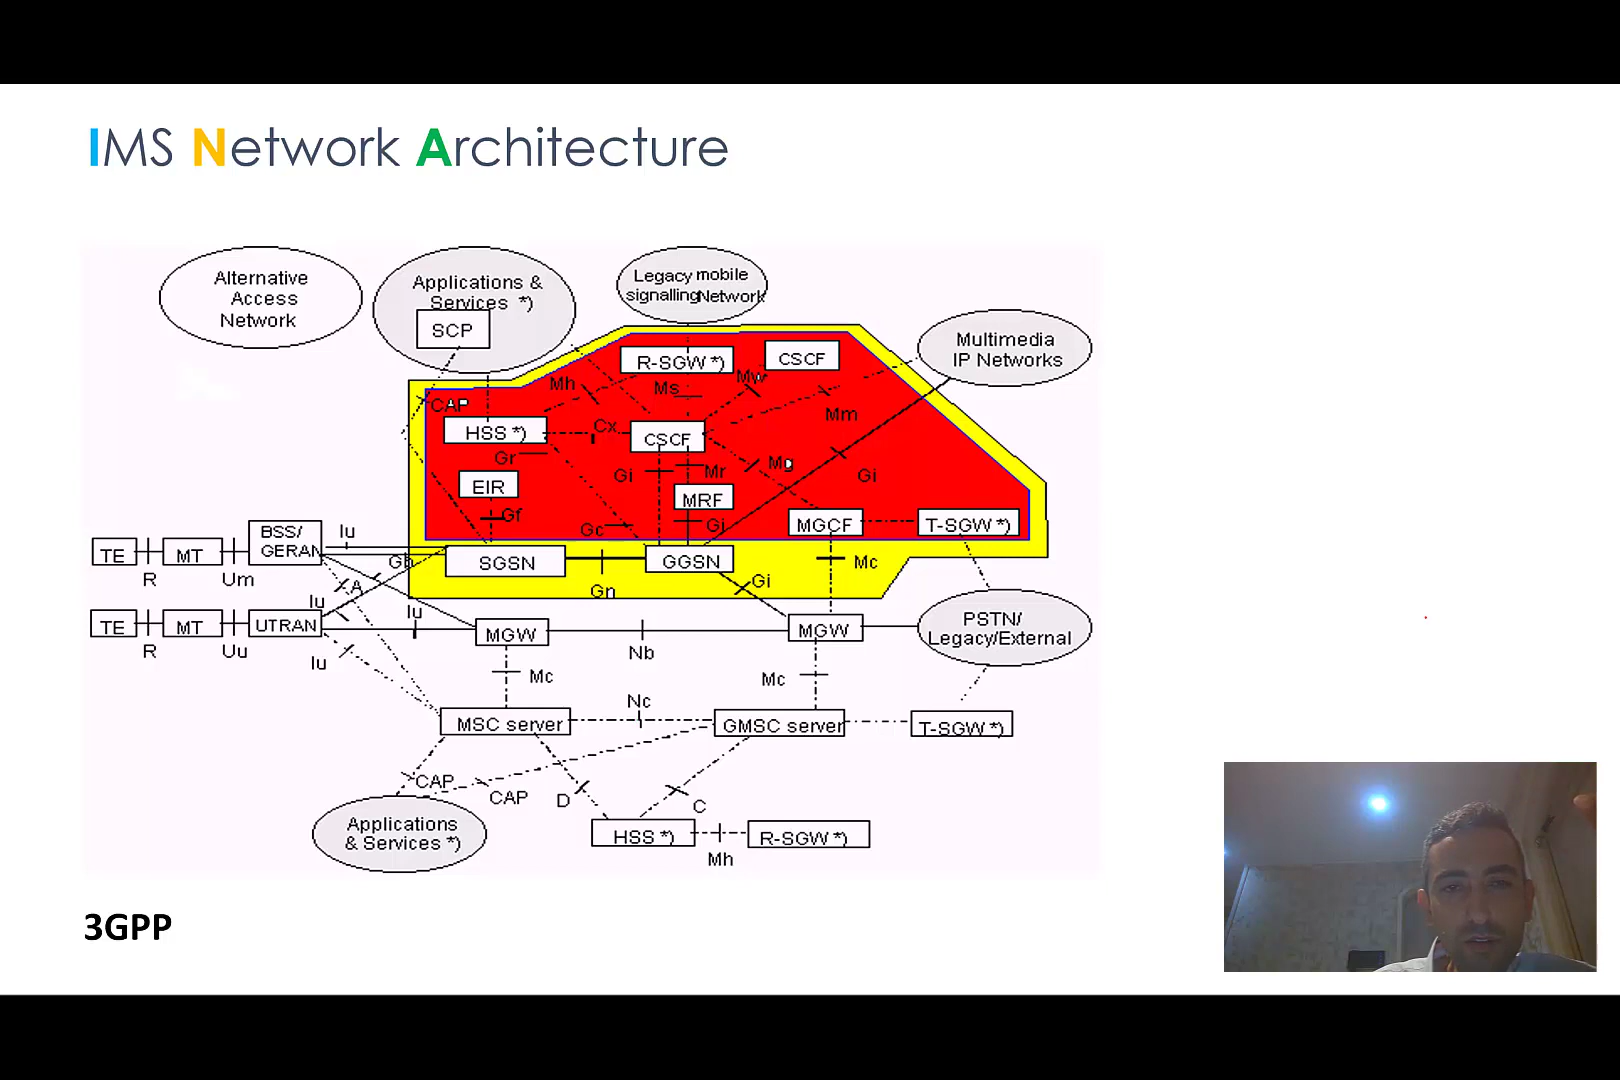 IMS Network Architecture
Alternative
Access
Network
Applications &
Services *)
SCP
Legacy mobile
signallingNetwork
Multimedia
IP Networks
R-SGW *)
CSCF
Mh
Ms
Mw
CAP
Mm
HSS *)
Cx
CSCF
Gr
Gi
Mr
Mg
Gi
EIR
MRF
Gf
Gc
Gi
MGCF
T-SGW *)
BSS/
GERAN
Iu
TE
MT
Gb
SGSN
GGSN
Mc
R
Um
A
Gn
Gi
Iu
Iu
TE
MT
UTRAN
MGW
MGW
PSTN/
Legacy/External
R
Uu
Iu
Nb
Mc
Mc
Nc
MSC server
GMSC server
T-SGW *)
CAP
CAP
D
C
Applications
& Services *)
HSS *)
R-SGW *)
Mh
3GPP